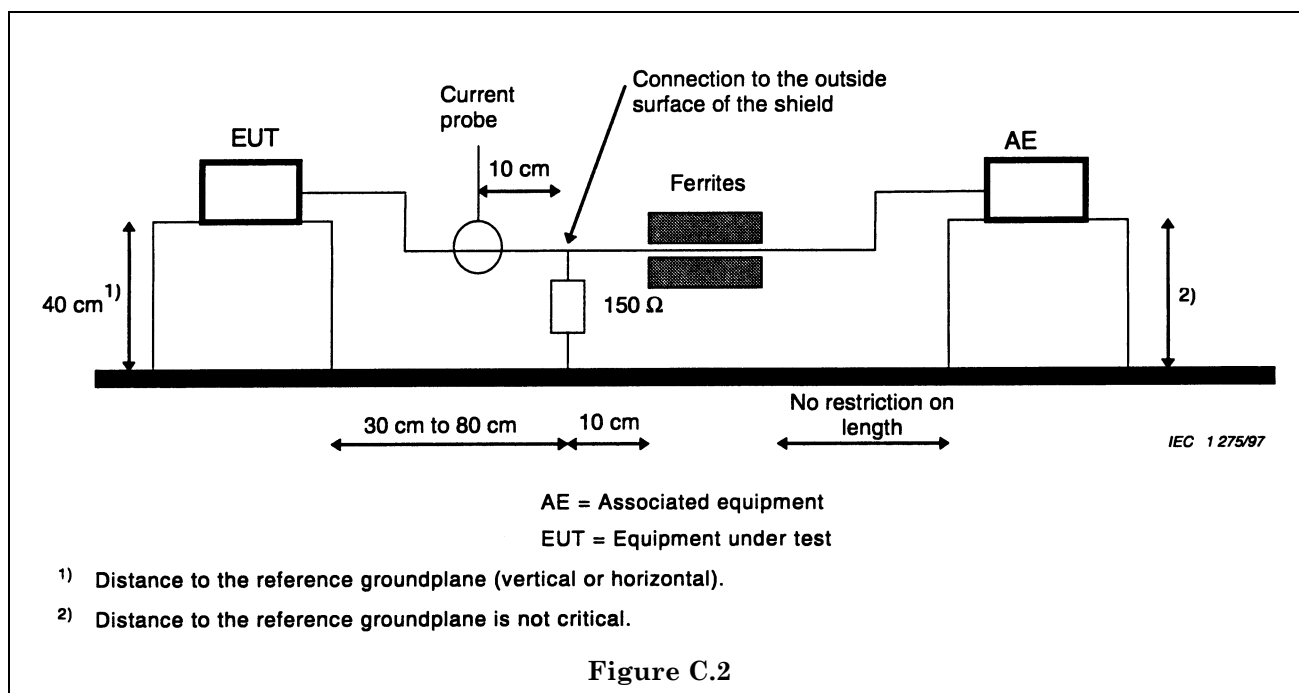 Connection to the outside
surface of the shield
Current
probe
EUT
AE
10 cm
Ferrites
40 cm 1)
150 Ω
2)
No restriction on
length
30 cm to 80 cm
10 cm
IEC 1 275/97
AE = Associated equipment
EUT = Equipment under test
1) Distance to the reference groundplane (vertical or horizontal).
2) Distance to the reference groundplane is not critical.
Figure C.2